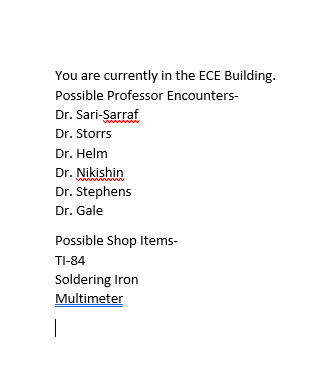 You are currently in the ECE Building.
Possible Professor Encounters-
Dr. Sari-Sarraf
Dr. Storrs
Dr. Helm
Dr. Nikishin
Dr. Stephens
Dr. Gale
Possible Shop Items-
TI-84
Soldering Iron
Multimeter